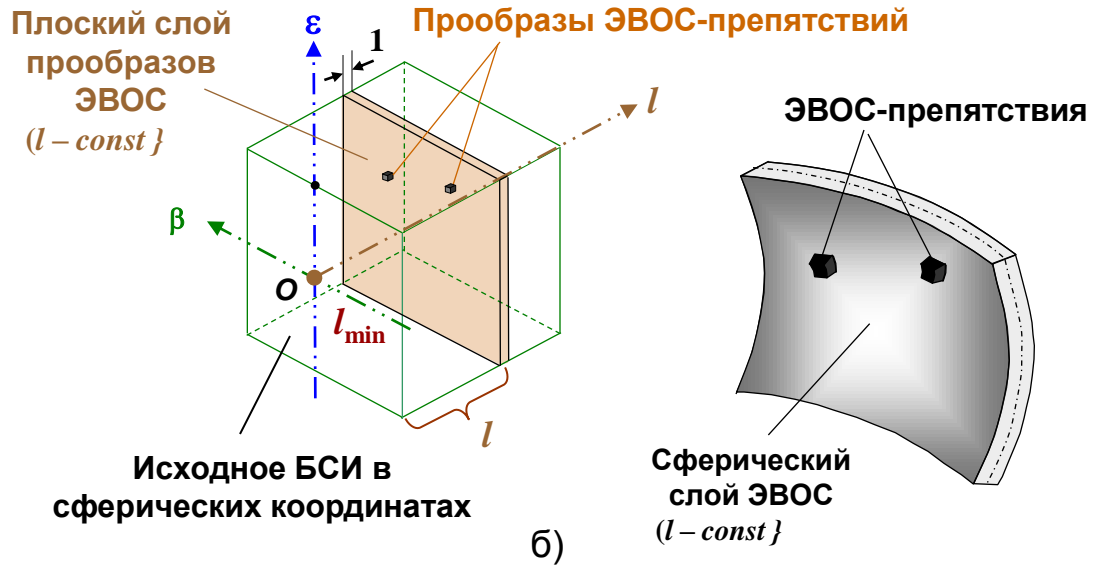 Плоский слой
прообразов
ЭВОС
(l – const }
ε
1
Прообразы ЭВОС-препятствий
l
β
O
l min
l
Исходное БСИ в
сферических координатах
ЭВОС-препятствия
Сферический
слой ЭВОС
(l – const }
б)